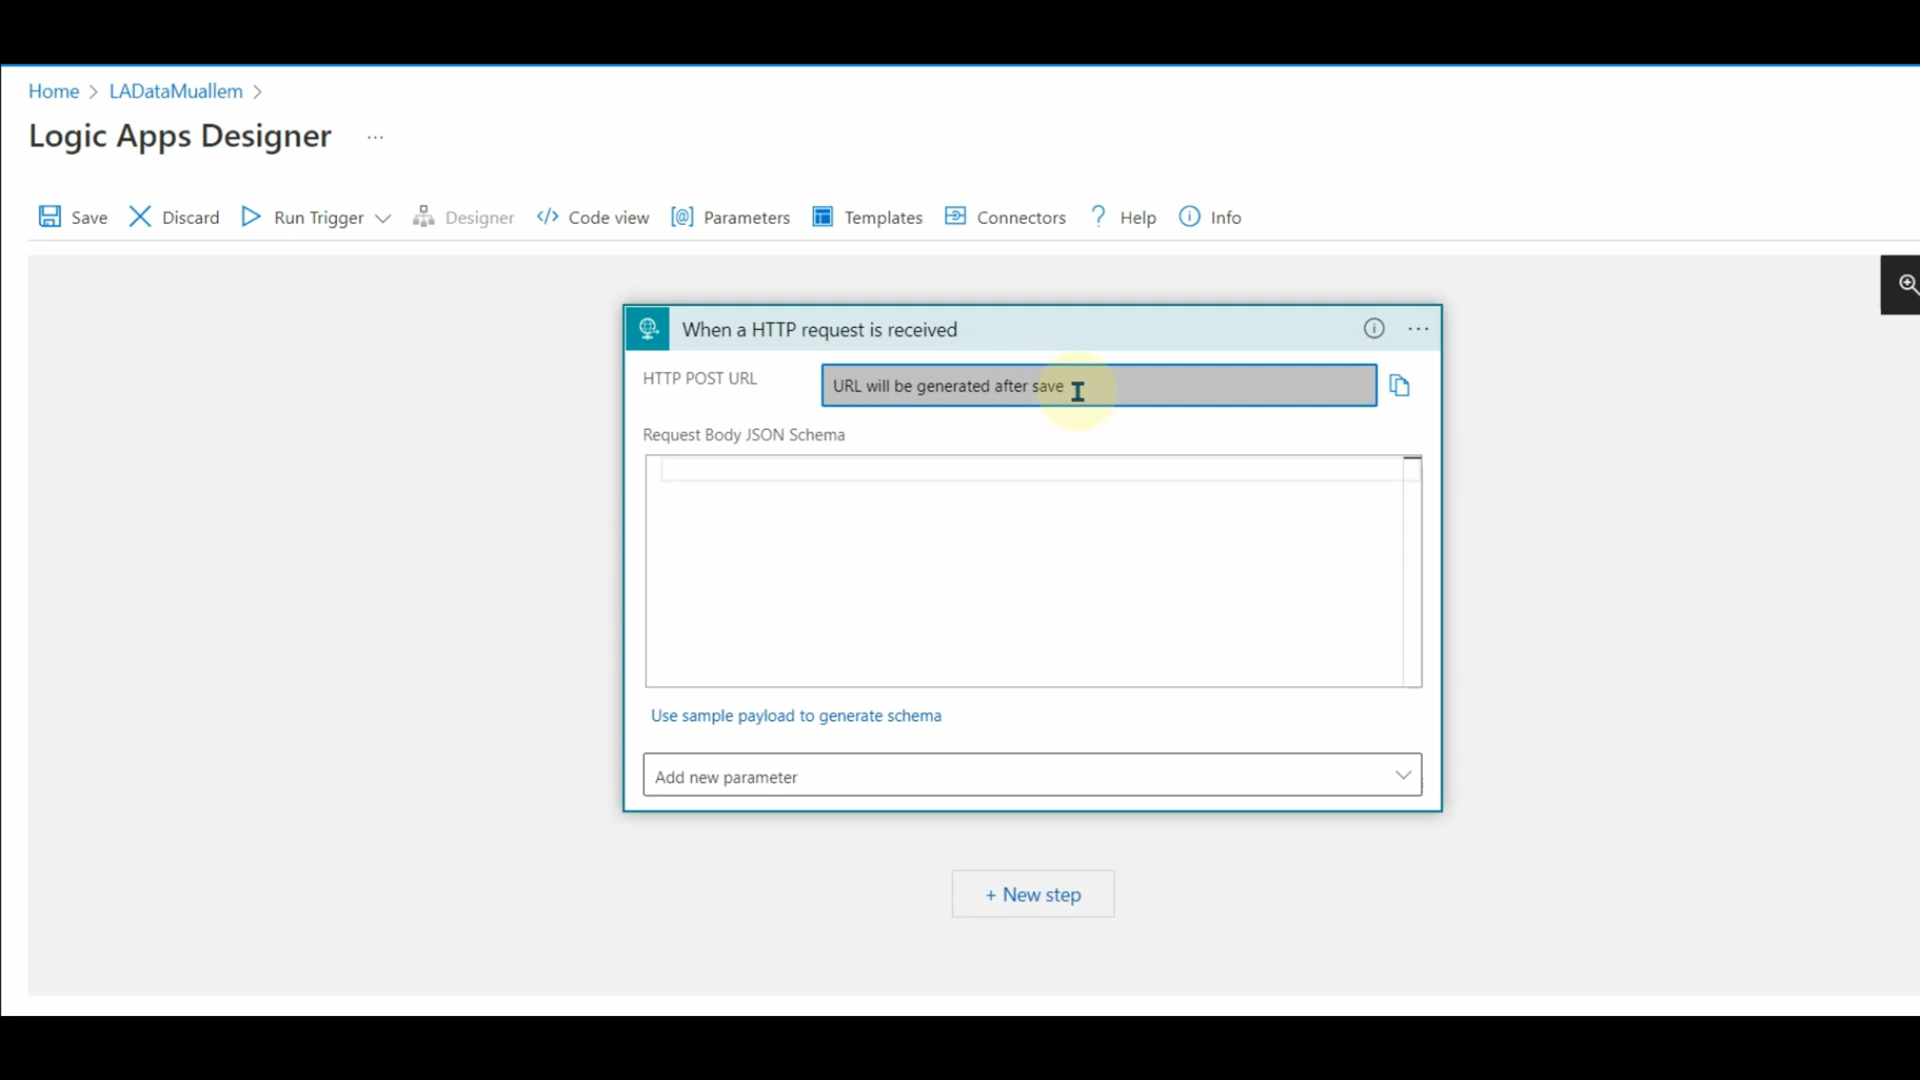 Home > LADataMuallem >
Logic Apps Designer ...
Save Discard Run Trigger Designer </> Code view [@] Parameters Templates Connectors ? Help Info
When a HTTP request is received
HTTP POST URL URL will be generated after save
Request Body JSON Schema
Use sample payload to generate schema
Add new parameter
+ New step